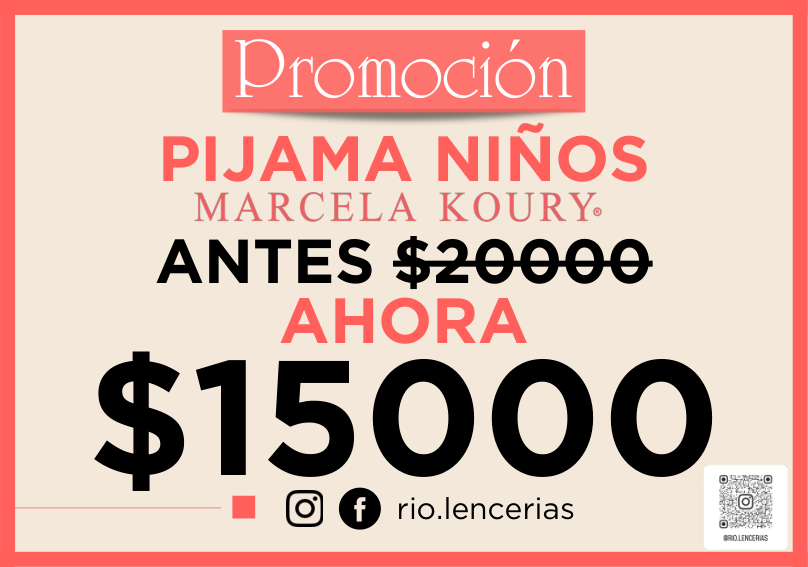 Promoción
PIJAMA NIÑOS
MARCELA KOURY®
ANTES $20000
AHORA
$15000
rio.lencerias
@RIO.LENCERIAS